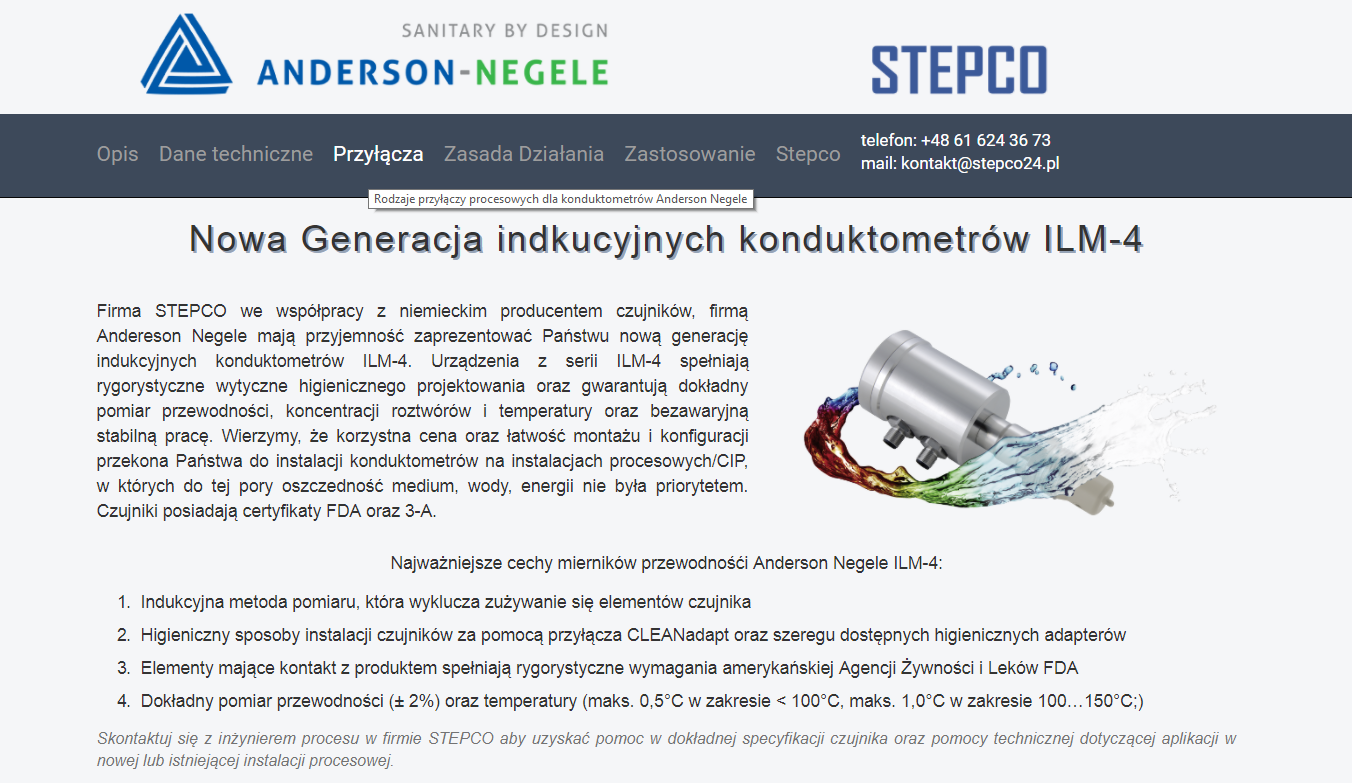 SANITARY BY DESIGN
ANDERSON-NEGELE
STEPCO
Opis Dane techniczne Przyłącza Zasada Działania Zastosowanie Stepco
telefon: +48 61 624 36 73
mail: kontakt@stepco24.pl
Rodzaje przyłączy procesowych dla konduktometrów Anderson Negele
Nowa Generacja indkucyjnych konduktometrów ILM-4
Firma STEPCO we współpracy z niemieckim producentem czujników, firmą
Andereson Negele mają przyjemność zaprezentować Państwu nową generację
indukcyjnych konduktometrów ILM-4. Urządzenia z serii ILM-4 spełniają
rygorystyczne wytyczne higienicznego projektowania oraz gwarantują dokładny
pomiar przewodności, koncentracji roztwórów i temperatury oraz bezawaryjną
stabilną pracę. Wierzymy, że korzystna cena oraz łatwość montażu i konfiguracji
przekona Państwa do instalacji konduktometrów na instalacjach procesowych/CIP,
w których do tej pory oszczedność medium, wody, energii nie była priorytetem.
Czujniki posiadają certyfikaty FDA oraz 3-A.
Najważniejsze cechy mierników przewodnośći Anderson Negele ILM-4:
1. Indukcyjna metoda pomiaru, która wyklucza zużywanie się elementów czujnika
2. Higieniczny sposoby instalacji czujników za pomocą przyłącza CLEANadapt oraz szeregu dostępnych higienicznych adapterów
3. Elementy mające kontakt z produktem spełniają rygorystyczne wymagania amerykańskiej Agencji Żywności i Leków FDA
4. Dokładny pomiar przewodności (± 2%) oraz temperatury (maks. 0,5°C w zakresie < 100°C, maks. 1,0°C w zakresie 100…150°C;)
Skontaktuj się z inżynierem procesu w firmie STEPCO aby uzyskać pomoc w dokładnej specyfikacji czujnika oraz pomocy technicznej dotyczącej aplikacji w
nowej lub istniejącej instalacji procesowej.